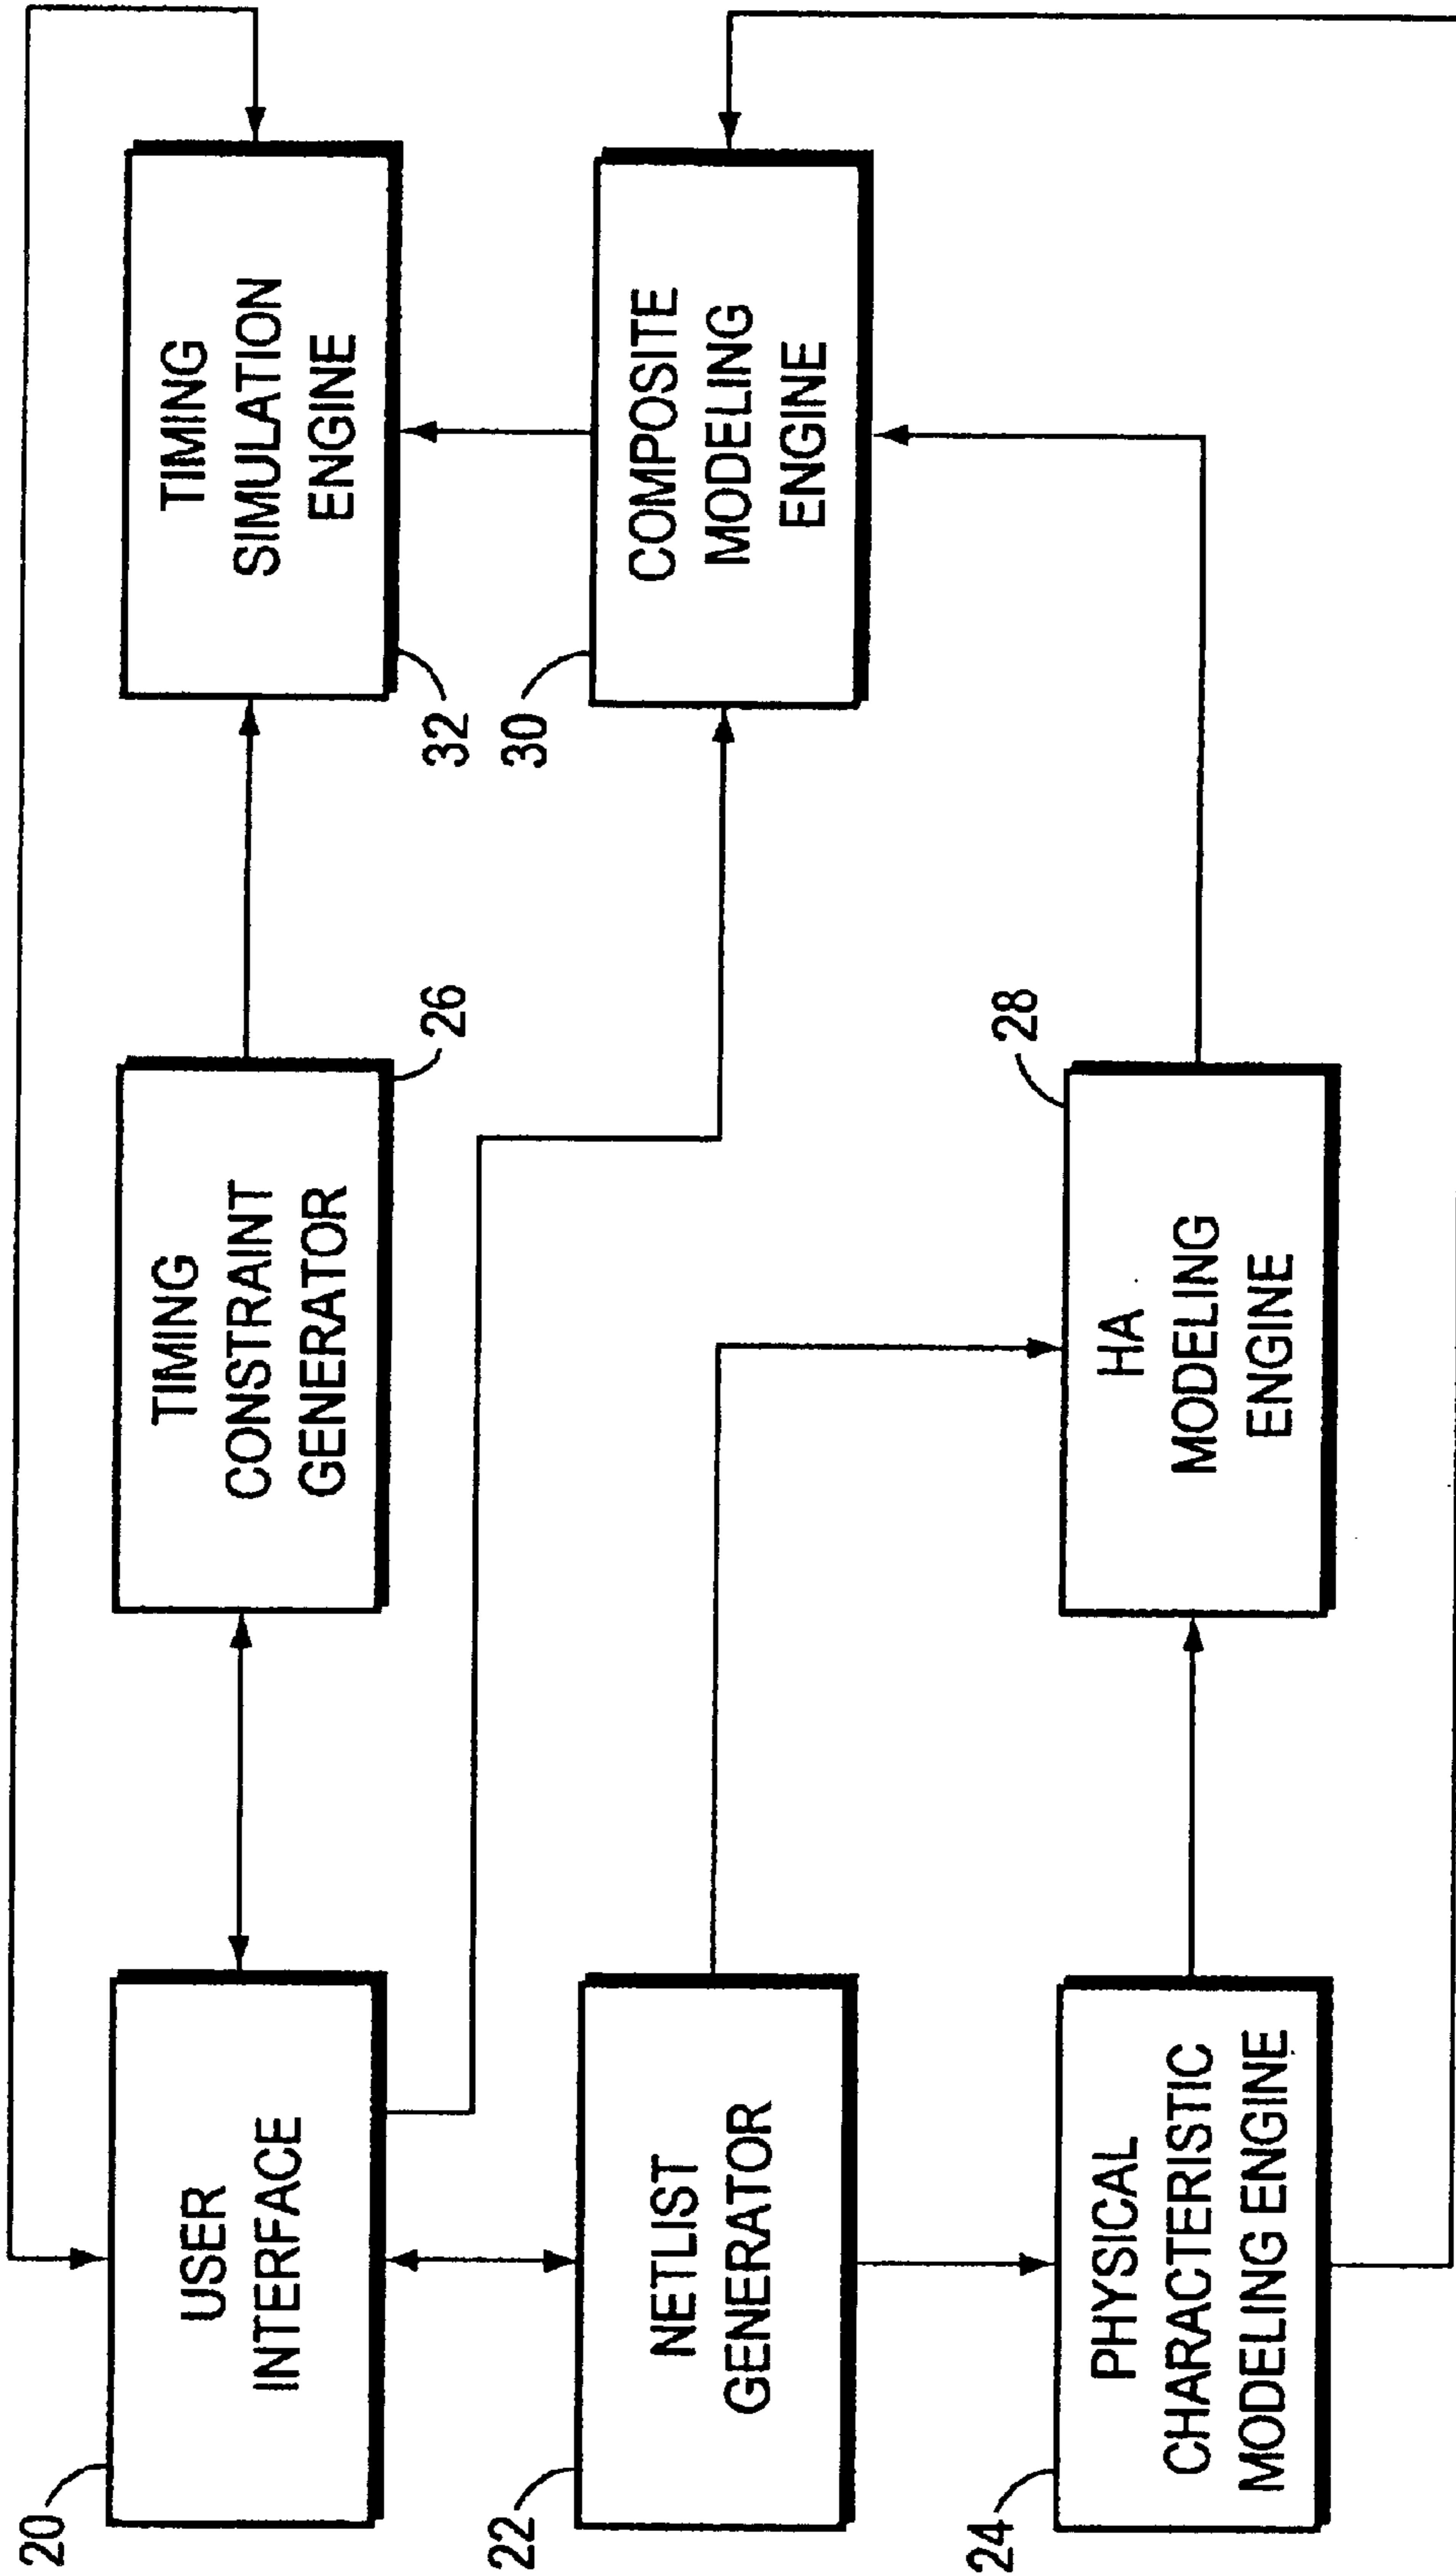 20
USER
INTERFACE
TIMING
CONSTRAINT
GENERATOR
26
TIMING
SIMULATION
ENGINE
32
22
NETLIST
GENERATOR
30
COMPOSITE
MODELING
ENGINE
24
PHYSICAL
CHARACTERISTIC
MODELING ENGINE
28
HA
MODELING
ENGINE